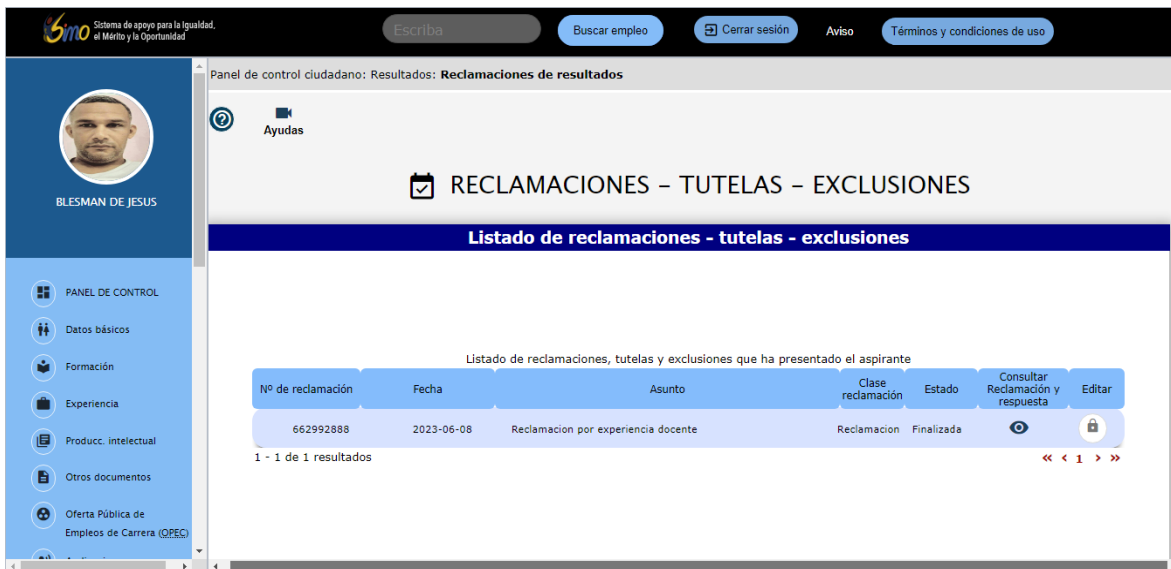 Simo Sistema de apoyo para la Igualdad,
el Mérito y la Oportunidad
Escriba
Buscar empleo
Cerrar sesión
Aviso
Términos y condiciones de uso
Panel de control ciudadano: Resultados: Reclamaciones de resultados
Ayudas
BLESMAN DE JESUS
RECLAMACIONES – TUTELAS – EXCLUSIONES
Listado de reclamaciones - tutelas - exclusiones
PANEL DE CONTROL
Datos básicos
Formación
Experiencia
Producc. intelectual
Otros documentos
Oferta Pública de
Empleos de Carrera (OPEC)
Listado de reclamaciones, tutelas y exclusiones que ha presentado el aspirante
Nº de reclamación Fecha Asunto Clase reclamación Estado Consultar Reclamación y respuesta Editar
662992888 2023-06-08 Reclamacion por experiencia docente Reclamacion Finalizada
1 - 1 de 1 resultados
« ‹ 1 › »